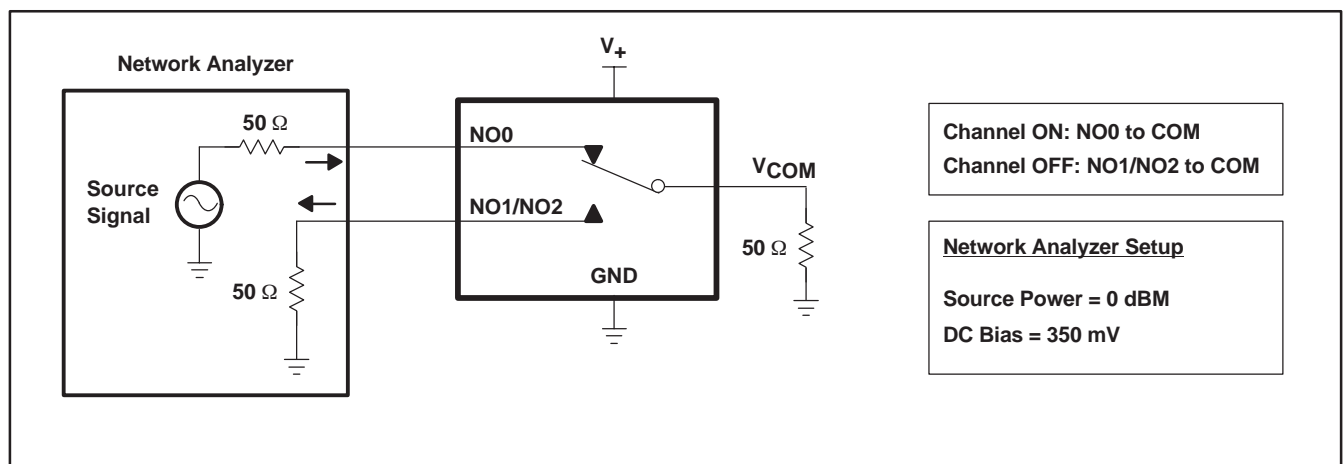 Network Analyzer
50 Ω
Source
Signal
50 Ω
V+
NO0
NO1/NO2
GND
VCOM
50 Ω
Channel ON: NO0 to COM
Channel OFF: NO1/NO2 to COM
Network Analyzer Setup
Source Power = 0 dBM
DC Bias = 350 mV